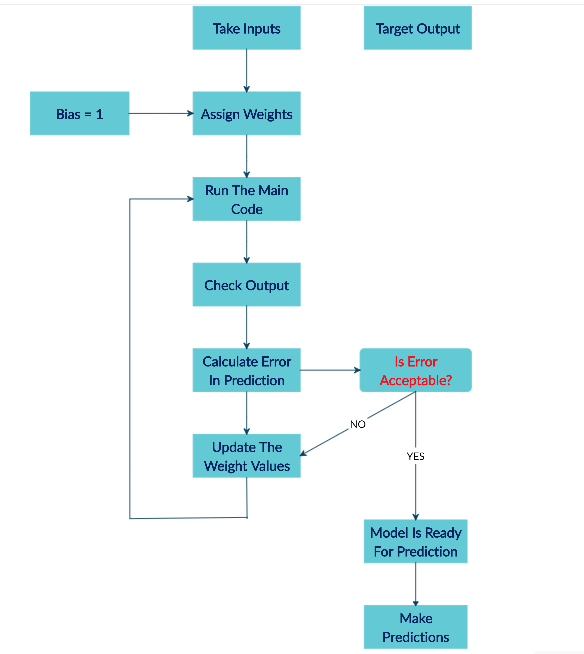 Take Inputs
Target Output
Bias = 1
Assign Weights
Run The Main
Code
Check Output
Calculate Error
In Prediction
Is Error
Acceptable?
NO
Update The
Weight Values
YES
Model Is Ready
For Prediction
Make
Predictions